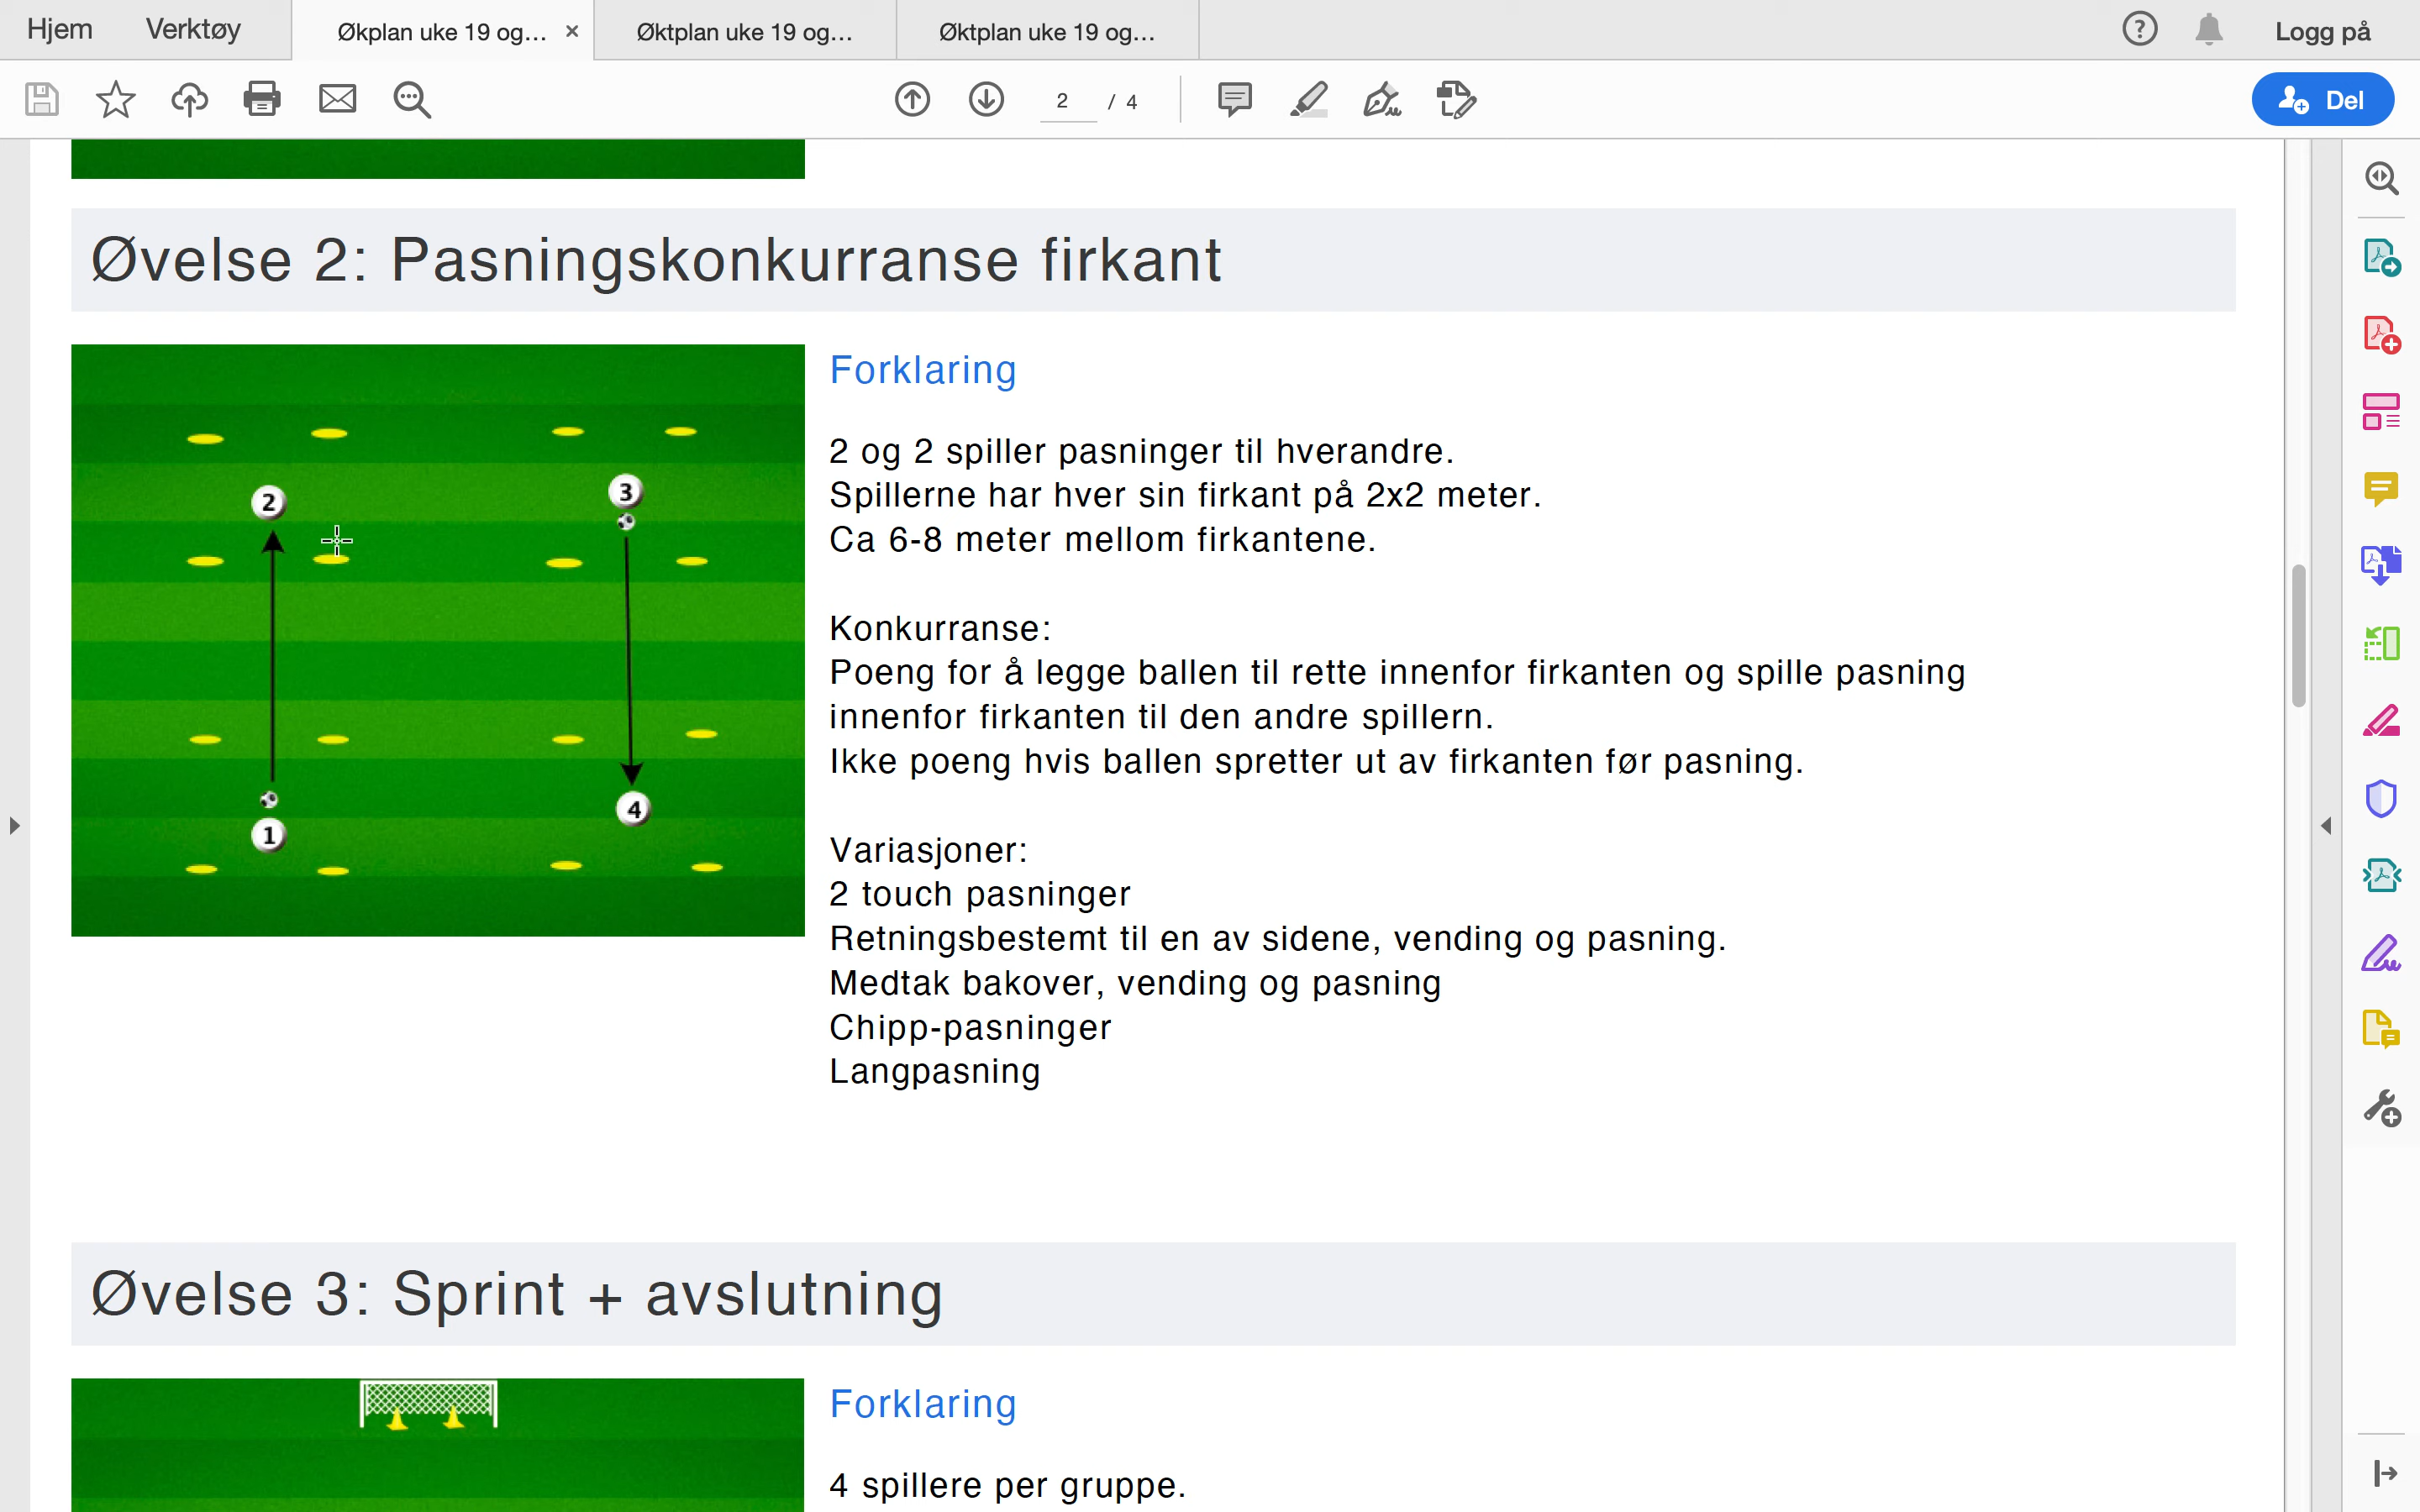 Hjem Verktøy Økplan uke 19 og... × Øktplan uke 19 og... Øktplan uke 19 og... ? Logg på
2 / 4 Del
Øvelse 2: Pasningskonkurranse firkant
Forklaring
2 og 2 spiller pasninger til hverandre.
Spillerne har hver sin firkant på 2x2 meter.
Ca 6-8 meter mellom firkantene.
Konkurranse:
Poeng for å legge ballen til rette innenfor firkanten og spille pasning
innenfor firkanten til den andre spillern.
Ikke poeng hvis ballen spretter ut av firkanten før pasning.
Variasjoner:
2 touch pasninger
Retningsbestemt til en av sidene, vending og pasning.
Medtak bakover, vending og pasning
Chipp-pasninger
Langpasning
2 3
4
1
Øvelse 3: Sprint + avslutning
Forklaring
4 spillere per gruppe.